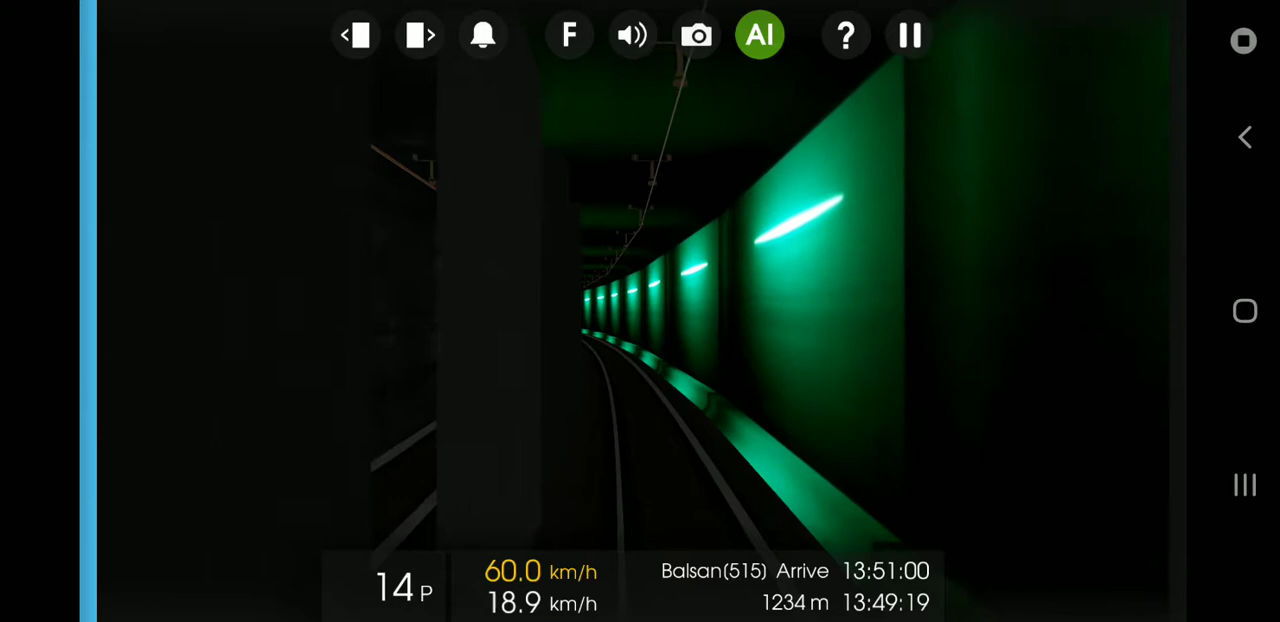 F
AI
?
14 P
60.0 km/h
18.9 km/h
Balsan(515) Arrive 13:51:00
1234 m 13:49:19